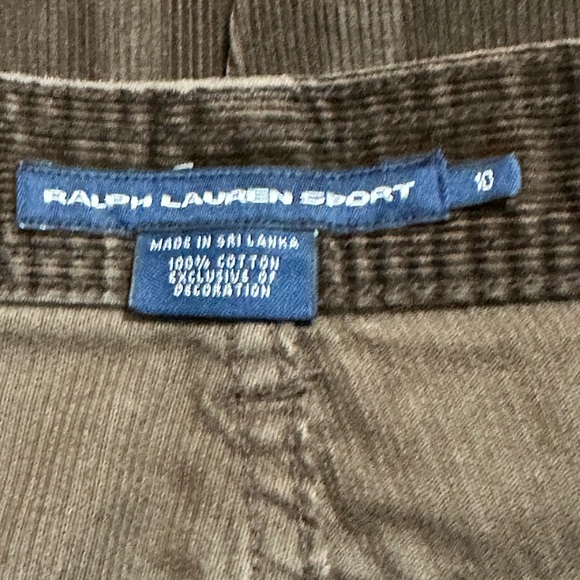 RALPH LAUREN SPORT
10
MADE IN SRI LANKA
100% COTTON
EXCLUSIVE OF
DECORATION